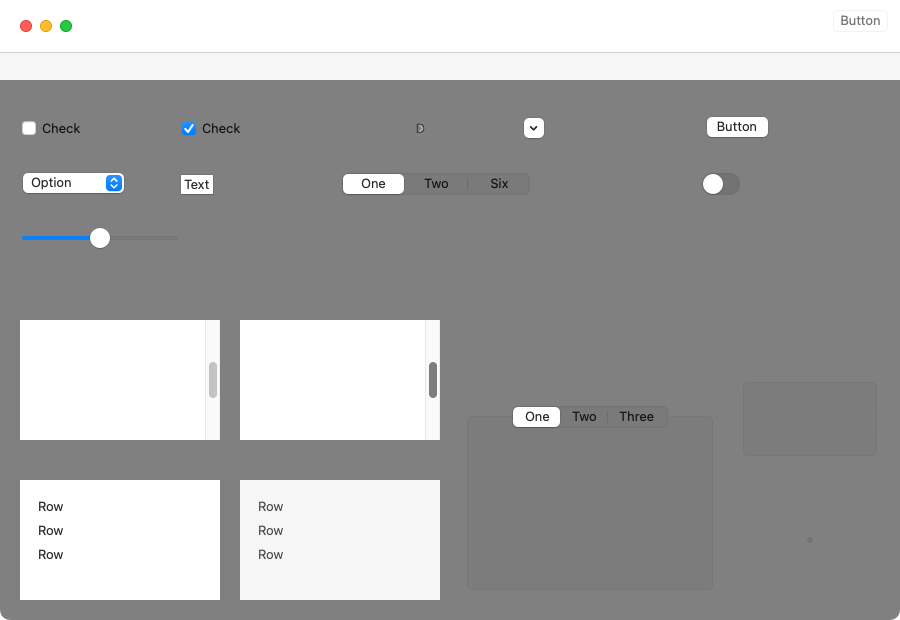 Button
Check
Check
D
Button
Option
Text
One Two Six
One Two Three
Row
Row
Row
Row
Row
Row